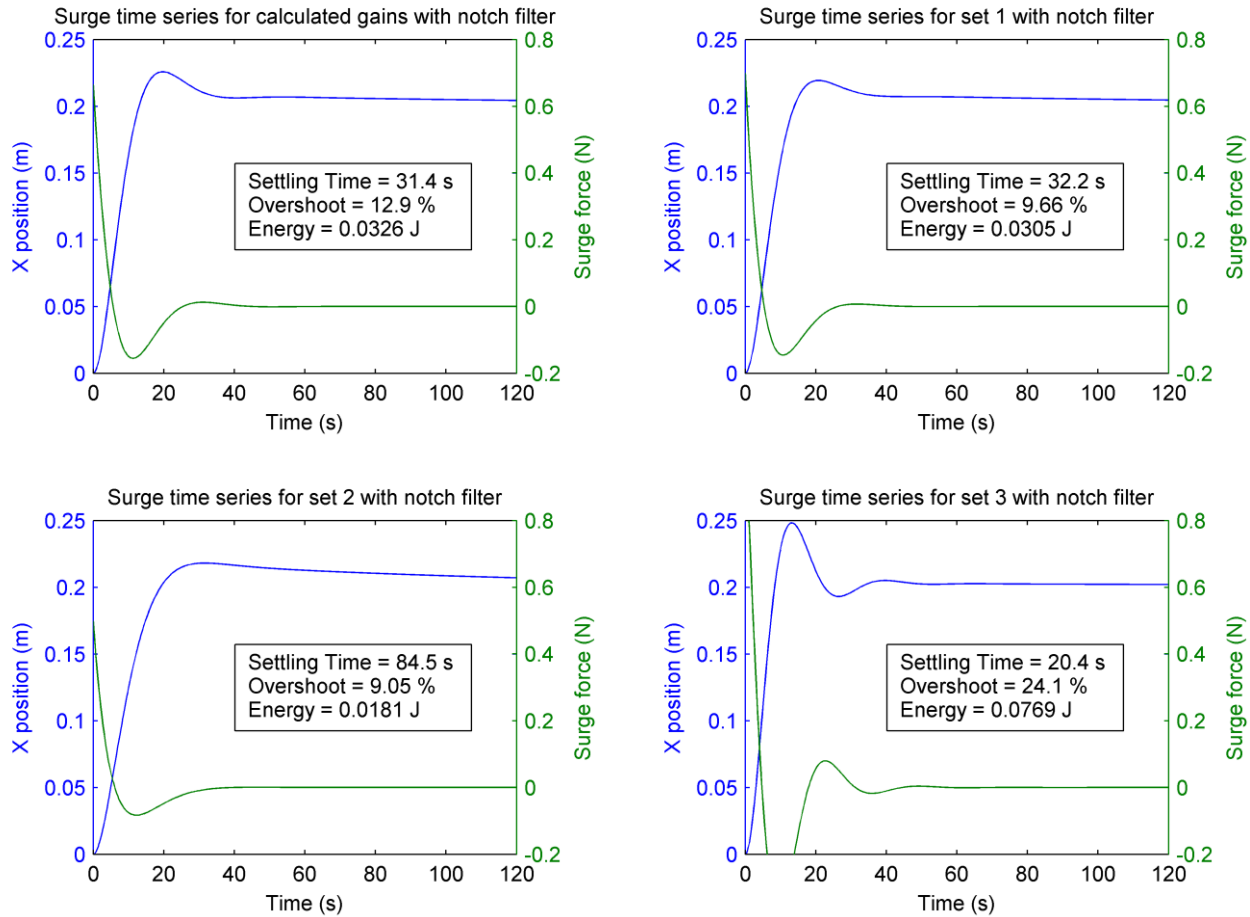 Surge time series for calculated gains with notch filter
0.25
0.2
0.15
0.1
0.05
0
X position (m)
0.8
0.6
0.4
0.2
0
-0.2
Surge force (N)
Settling Time = 31.4 s
Overshoot = 12.9 %
Energy = 0.0326 J
0 20 40 60 80 100 120
Time (s)
Surge time series for set 1 with notch filter
0.25
0.2
0.15
0.1
0.05
0
X position (m)
0.8
0.6
0.4
0.2
0
-0.2
Surge force (N)
Settling Time = 32.2 s
Overshoot = 9.66 %
Energy = 0.0305 J
0 20 40 60 80 100 120
Time (s)
Surge time series for set 2 with notch filter
0.25
0.2
0.15
0.1
0.05
0
X position (m)
0.8
0.6
0.4
0.2
0
-0.2
Surge force (N)
Settling Time = 84.5 s
Overshoot = 9.05 %
Energy = 0.0181 J
0 20 40 60 80 100 120
Time (s)
Surge time series for set 3 with notch filter
0.25
0.2
0.15
0.1
0.05
0
X position (m)
0.8
0.6
0.4
0.2
0
-0.2
Surge force (N)
Settling Time = 20.4 s
Overshoot = 24.1 %
Energy = 0.0769 J
0 20 40 60 80 100 120
Time (s)